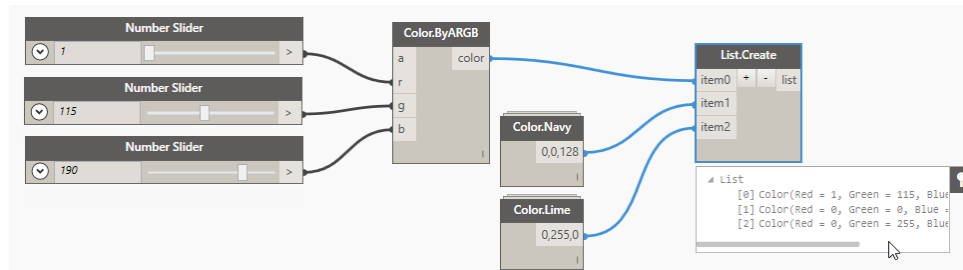 Number Slider
1
>
Number Slider
115
>
Number Slider
190
>
Color.ByARGB
a
color
r
g
b
Color.Navy
0,0,128
Color.Lime
0,255,0
List.Create
item0 + - list
item1
item2
List
[0] Color(Red = 1, Green = 115, Blue
[1] Color(Red = 0, Green = 0, Blue =
[2] Color(Red = 0, Green = 255, Blue